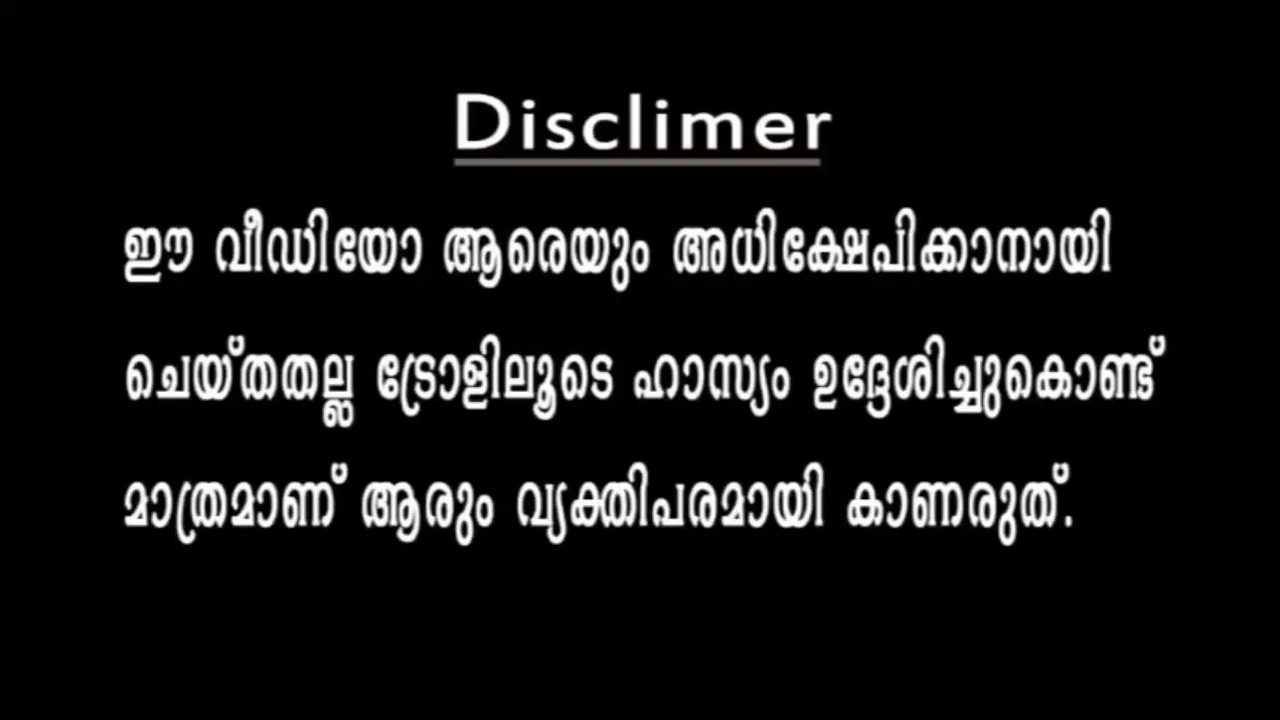 Disclimer
ഈ വീഡിയോ ആരെയും അധിക്ഷേപിക്കാനായി
ചെയ്തതല്ല ട്രോളിലൂടെ ഹാസ്യം ഉദ്ദേശിച്ചുകൊണ്ട്
മാത്രമാണ് ആരും വ്യക്തിപരമായി കാണരുത്.